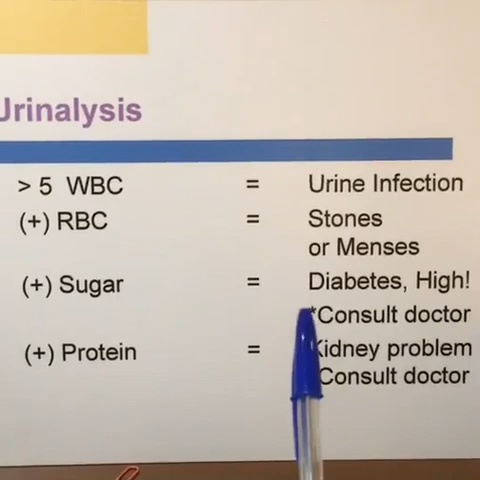 Urinalysis
> 5 WBC = Urine Infection
(+) RBC = Stones
or Menses
(+) Sugar = Diabetes, High!
*Consult doctor
(+) Protein = Kidney problem
Consult doctor